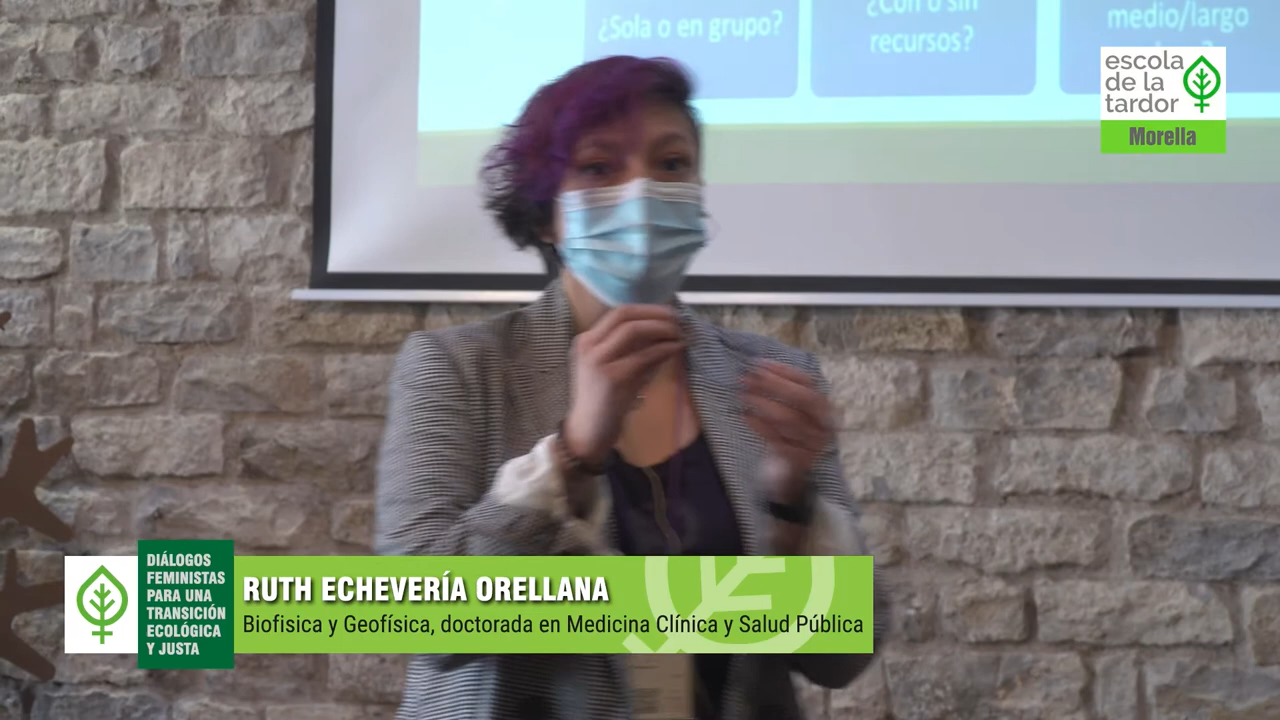 ¿Sola o en grupo?
¿Con o sin
recursos?
medio/largo
escola
de la
tardor
Morella
DIÁLOGOS
FEMINISTAS
PARA UNA
TRANSICIÓN
ECOLÓGICA
Y JUSTA
RUTH ECHEVERÍA ORELLANA
Biofisica y Geofísica, doctorada en Medicina Clínica y Salud Pública